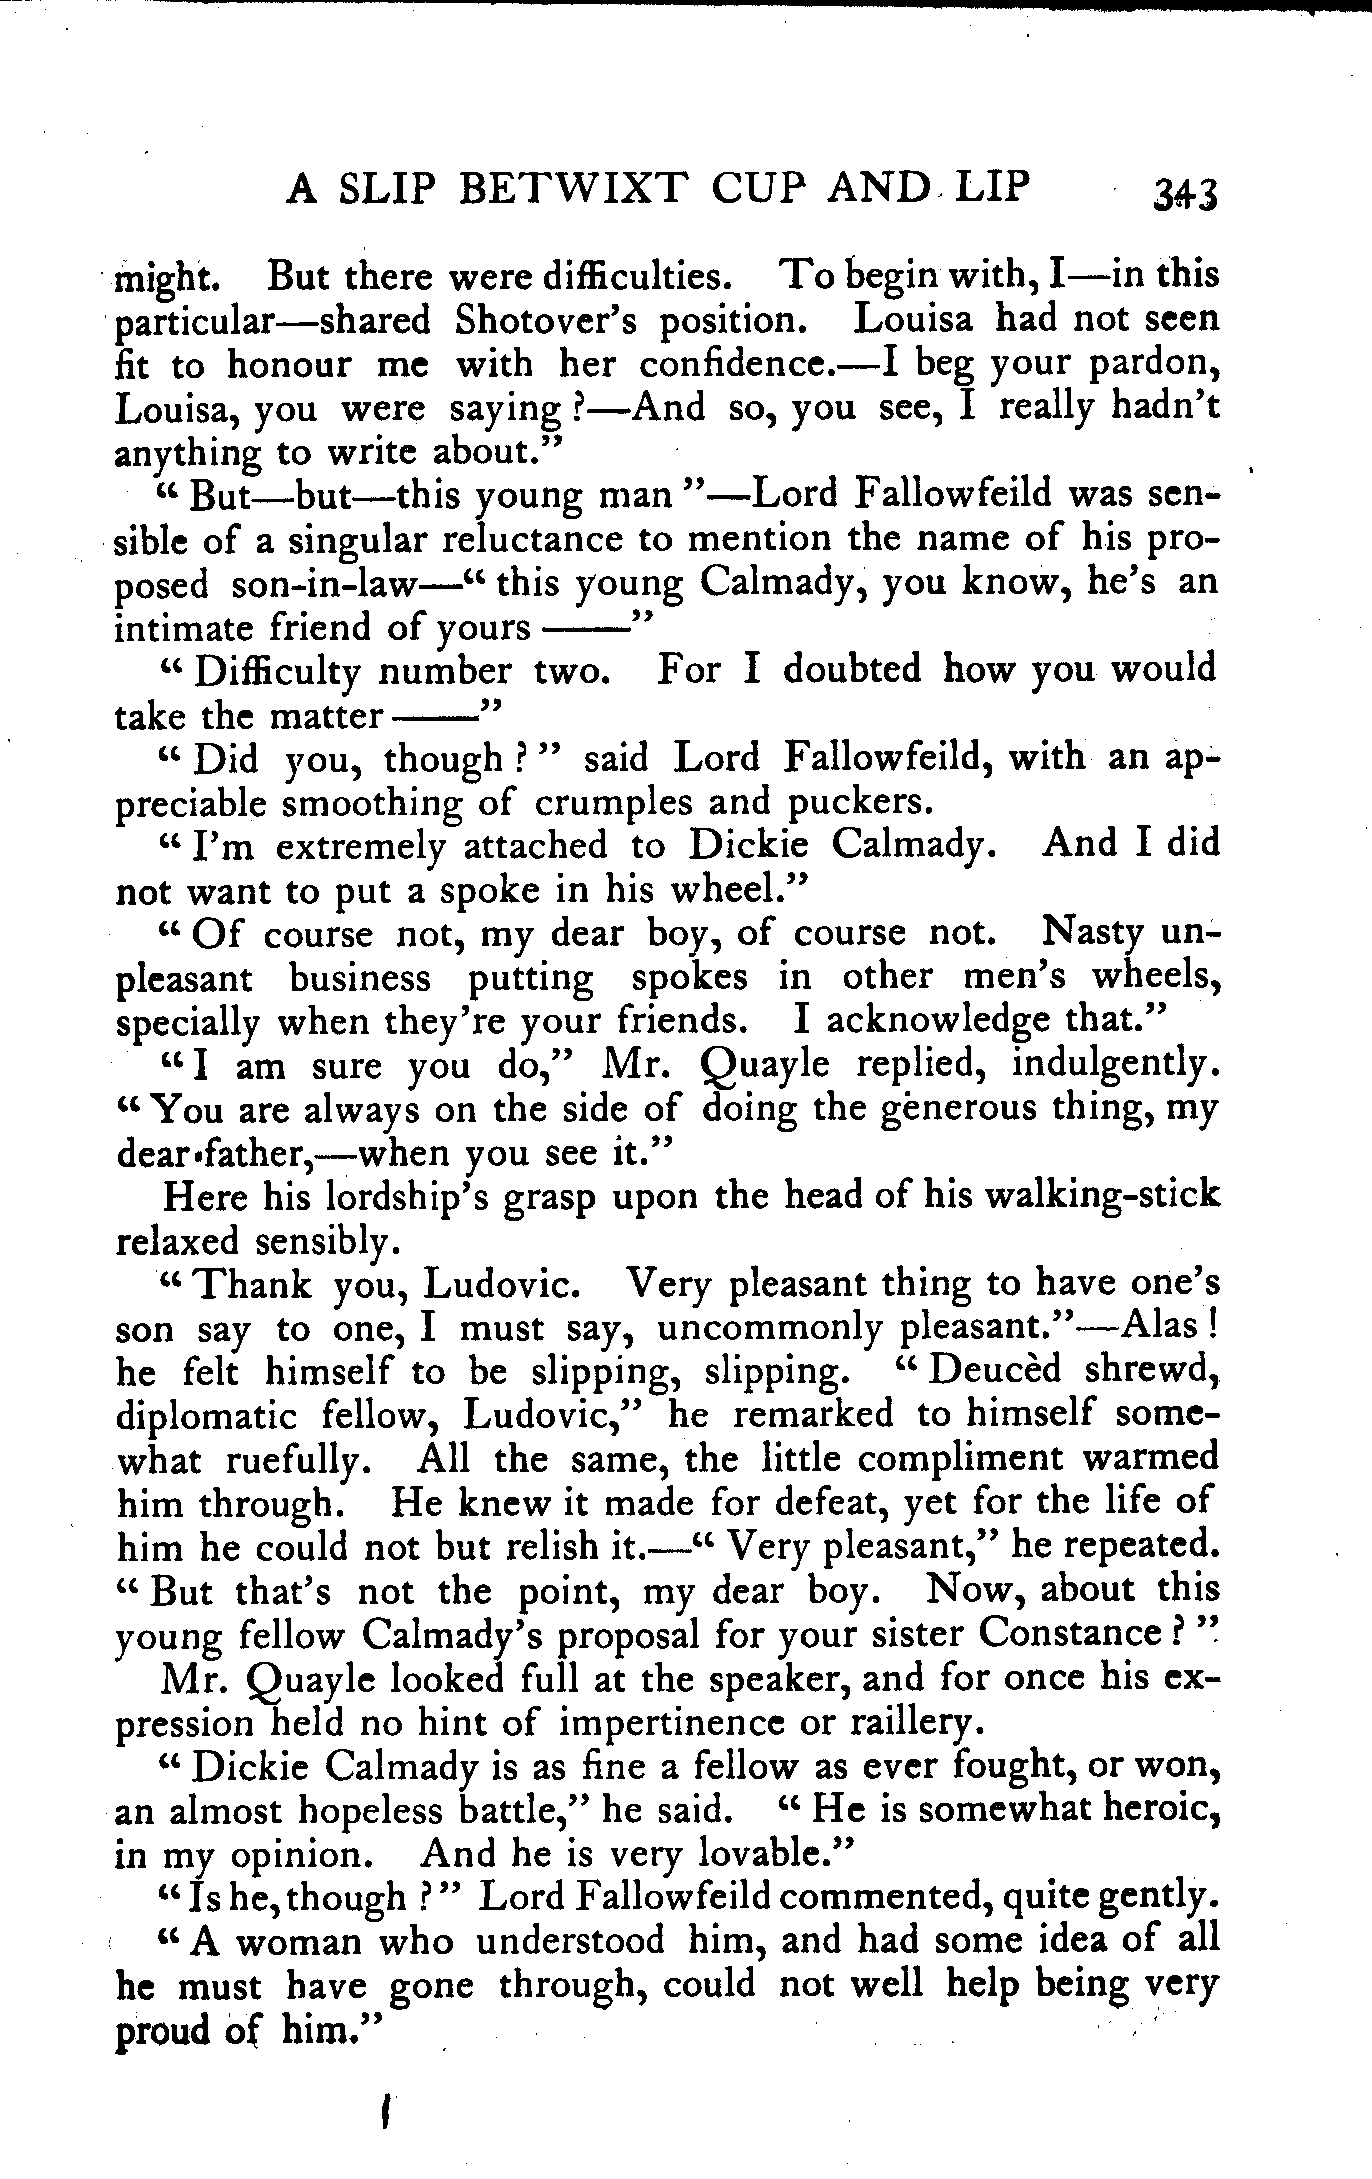 A SLIP BETWIXT CUP AND LIP 343
might. But there were difficulties. To begin with, I—in this
particular—shared Shotover's position. Louisa had not seen
fit to honour me with her confidence.—I beg your pardon,
Louisa, you were saying?—And so, you see, I really hadn't
anything to write about."
"But—but—this young man"—Lord Fallowfeild was sen-
sible of a singular reluctance to mention the name of his pro-
posed son-in-law—"this young Calmady, you know, he's an
intimate friend of yours ——"
"Difficulty number two. For I doubted how you would
take the matter ——"
"Did you, though?" said Lord Fallowfeild, with an ap-
preciable smoothing of crumples and puckers.
"I'm extremely attached to Dickie Calmady. And I did
not want to put a spoke in his wheel."
"Of course not, my dear boy, of course not. Nasty un-
pleasant business putting spokes in other men's wheels,
specially when they're your friends. I acknowledge that."
"I am sure you do," Mr. Quayle replied, indulgently.
"You are always on the side of doing the generous thing, my
dear father,—when you see it."
Here his lordship's grasp upon the head of his walking-stick
relaxed sensibly.
"Thank you, Ludovic. Very pleasant thing to have one's
son say to one, I must say, uncommonly pleasant."—Alas!
he felt himself to be slipping, slipping. "Deucèd shrewd,
diplomatic fellow, Ludovic," he remarked to himself some-
what ruefully. All the same, the little compliment warmed
him through. He knew it made for defeat, yet for the life of
him he could not but relish it.—"Very pleasant," he repeated.
"But that's not the point, my dear boy. Now, about this
young fellow Calmady's proposal for your sister Constance?"
Mr. Quayle looked full at the speaker, and for once his ex-
pression held no hint of impertinence or raillery.
"Dickie Calmady is as fine a fellow as ever fought, or won,
an almost hopeless battle," he said. "He is somewhat heroic,
in my opinion. And he is very lovable."
"Is he, though?" Lord Fallowfeild commented, quite gently.
"A woman who understood him, and had some idea of all
he must have gone through, could not well help being very
proud of him."